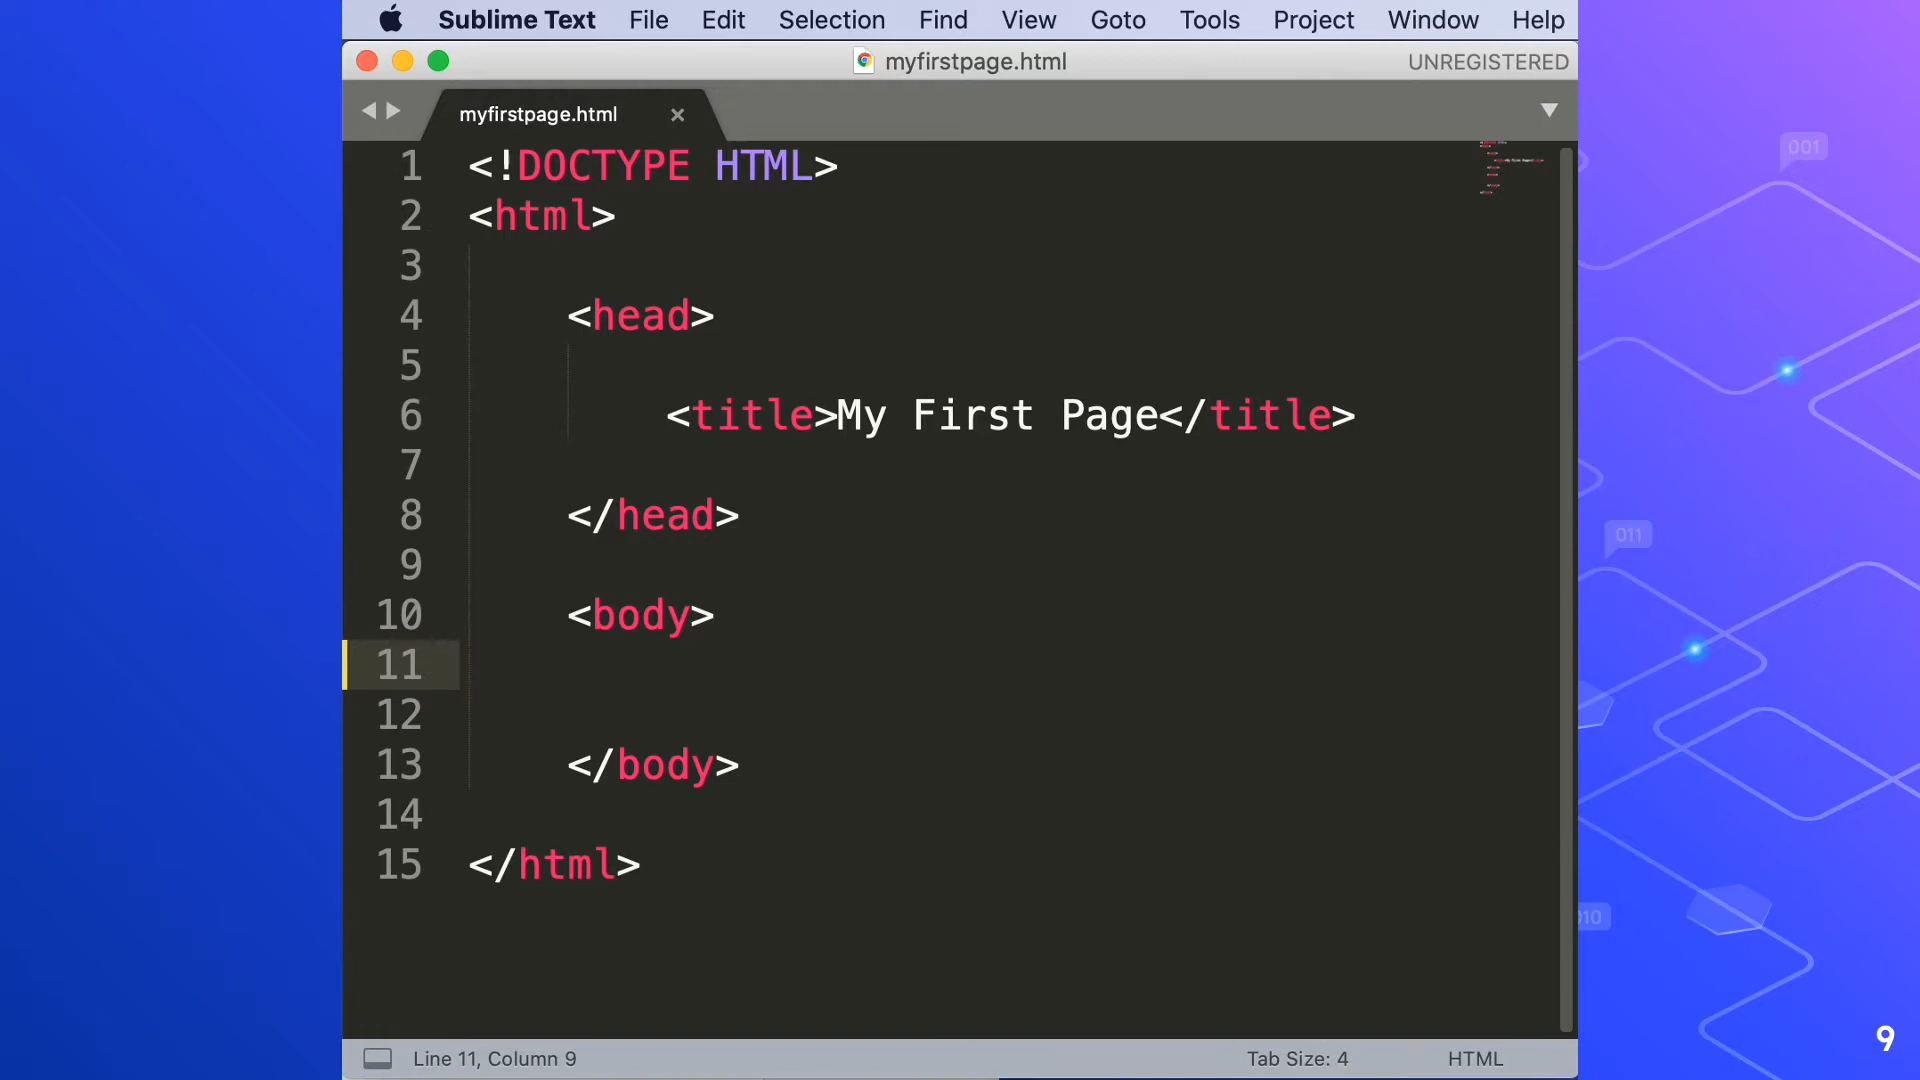 Sublime Text File Edit Selection Find View Goto Tools Project Window Help
myfirstpage.html UNREGISTERED
myfirstpage.html ×
1 <!DOCTYPE HTML>
2 <html>
3
4 <head>
5
6 <title>My First Page</title>
7
8 </head>
9
10 <body>
11
12
13 </body>
14
15 </html>
001
011
010
9
Line 11, Column 9 Tab Size: 4 HTML